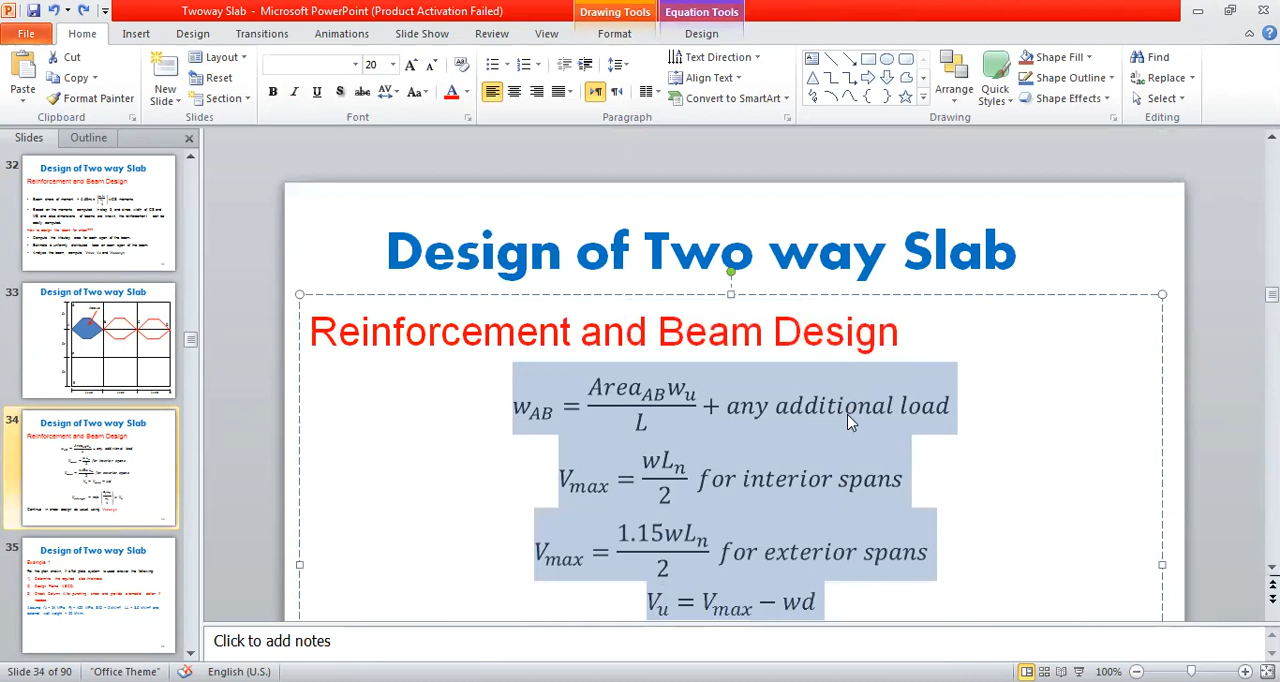 Twoway Slab - Microsoft PowerPoint (Product Activation Failed)
Drawing Tools
Equation Tools
File Home Insert Design Transitions Animations Slide Show Review View Format Design
Paste
Cut
Copy
Format Painter
Clipboard
New Slide
Layout
Reset
Section
Slides
20
Font
Text Direction
Align Text
Convert to SmartArt
Paragraph
Arrange
Quick Styles
Shape Fill
Shape Outline
Shape Effects
Drawing
Find
Replace
Select
Editing
Slides Outline
32
Design of Two way Slab
Reinforcement and Beam Design
33
Design of Two way Slab
34
Design of Two way Slab
Reinforcement and Beam Design
35
Design of Two way Slab
Example 1
Design of Two way Slab
Reinforcement and Beam Design
w_AB = Area_AB w_u / L + any additional load
V_max = wL_n / 2 for interior spans
V_max = 1.15wL_n / 2 for exterior spans
V_u = V_max − wd
Click to add notes
Slide 34 of 90 "Office Theme" English (U.S.) 100%